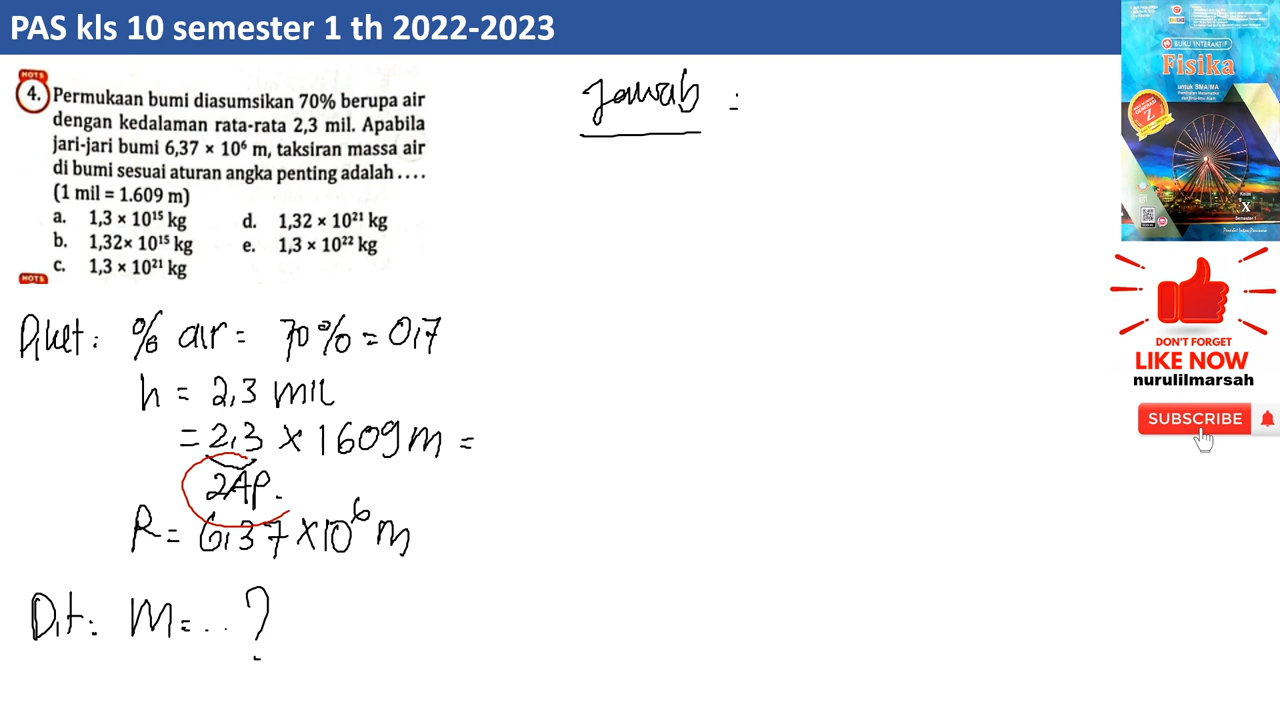 PAS kls 10 semester 1 th 2022-2023
HOTS
4. Permukaan bumi diasumsikan 70% berupa air
dengan kedalaman rata-rata 2,3 mil. Apabila
jari-jari bumi 6,37 × 10⁶ m, taksiran massa air
di bumi sesuai aturan angka penting adalah . . . .
(1 mil = 1.609 m)
a. 1,3 × 10¹⁵ kg
b. 1,32× 10¹⁵ kg
c. 1,3 × 10²¹ kg
d. 1,32 × 10²¹ kg
e. 1,3 × 10²² kg
HOTS
Diket : % air = 70% = 0,7
h = 2,3 mil
= 2,3 × 1609 m =
2AP.
R = 6,37 × 10⁶ m
Dit : M = .. ?
Jawab :
BUKU INTERAKTIF
Fisika
untuk SMA/MA
GENERASI
Z
Kelas
X
Semester 1
DON'T FORGET
LIKE NOW
nurulilmarsah
SUBSCRIBE